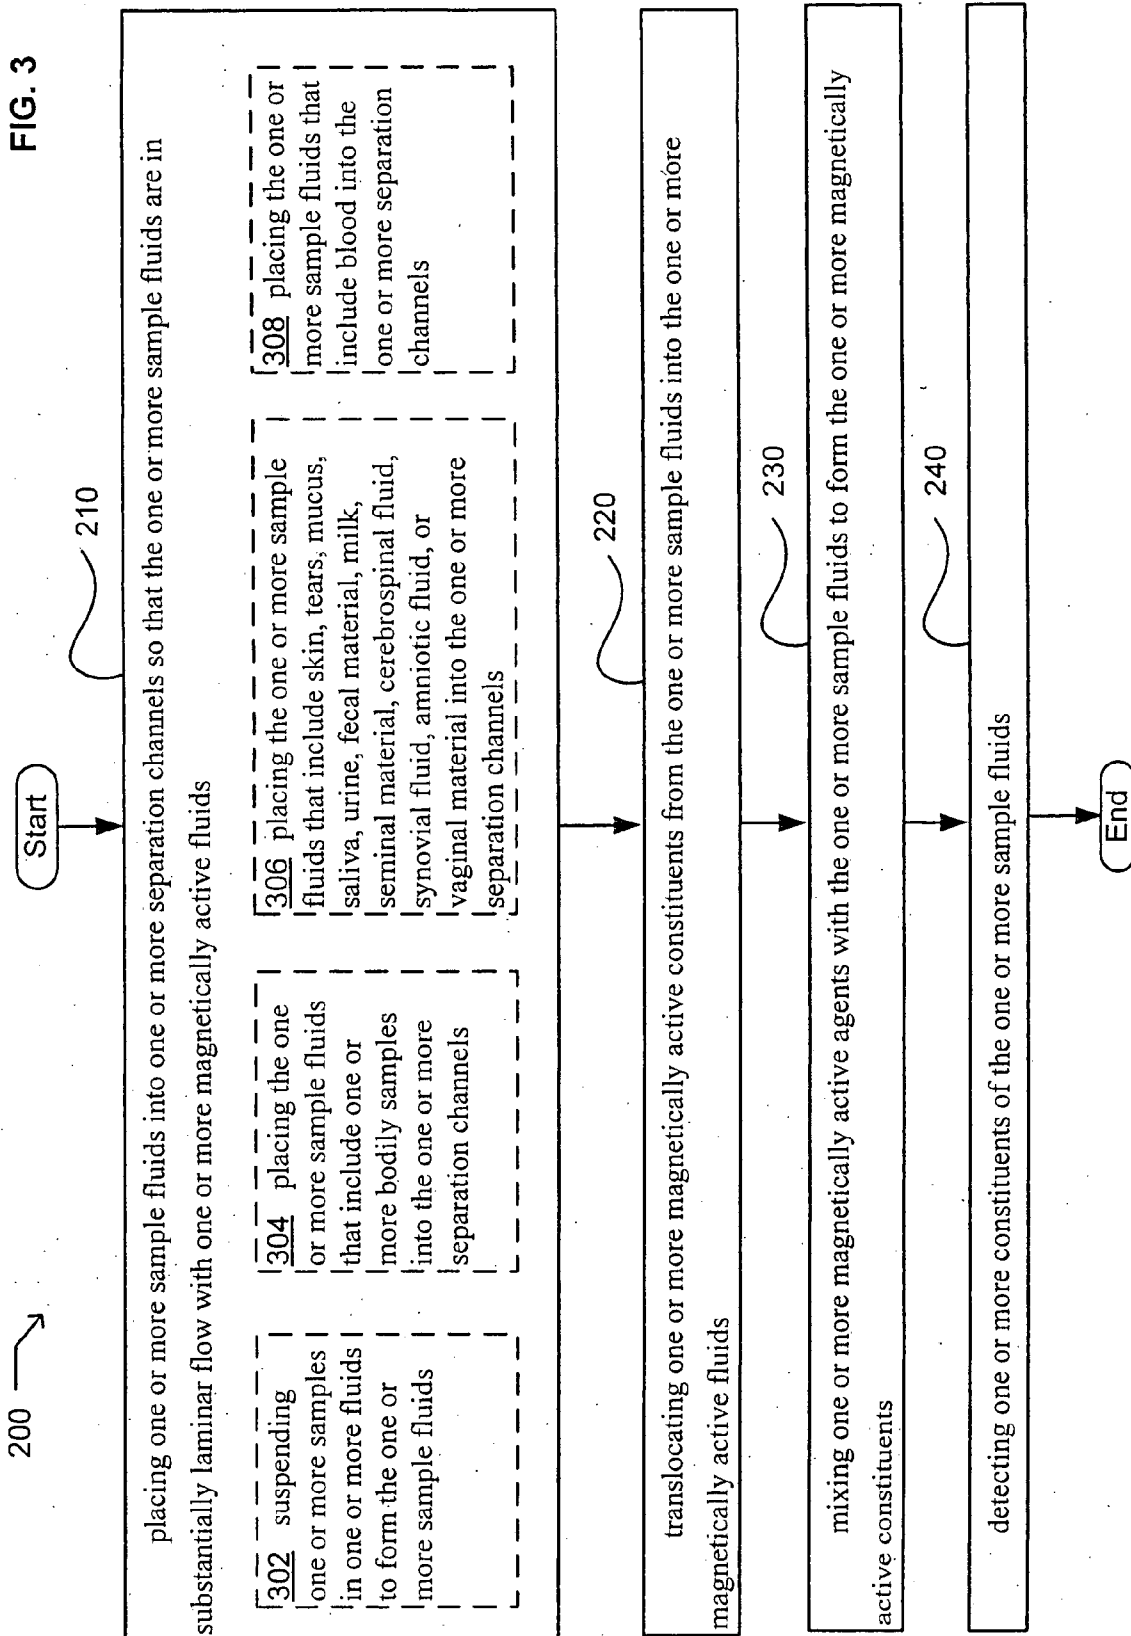 FIG. 3
200
Start
210
placing one or more sample fluids into one or more separation channels so that the one or more sample fluids are in
substantially laminar flow with one or more magnetically active fluids
302 suspending
one or more samples
in one or more fluids
to form the one or
more sample fluids
304 placing the one
or more sample fluids
that include one or
more bodily samples
into the one or more
separation channels
306 placing the one or more sample
fluids that include skin, tears, mucus,
saliva, urine, fecal material, milk,
seminal material, cerebrospinal fluid,
synovial fluid, amniotic fluid, or
vaginal material into the one or more
separation channels
308 placing the one or
more sample fluids that
include blood into the
one or more separation
channels
220
translocating one or more magnetically active constituents from the one or more sample fluids into the one or more
magnetically active fluids
230
mixing one or more magnetically active agents with the one or more sample fluids to form the one or more magnetically
active constituents
240
detecting one or more constituents of the one or more sample fluids
End